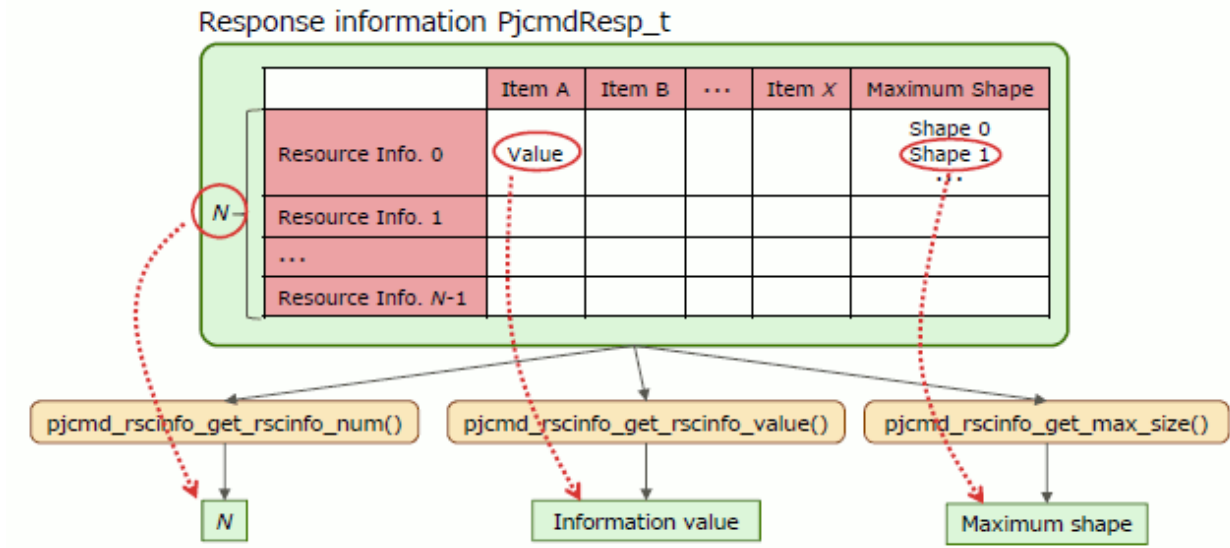 Response information PjcmdResp_t
Item A Item B ... Item X Maximum Shape
Shape 0
Resource Info. 0 Value Shape 1
...
N Resource Info. 1
...
Resource Info. N-1
pjcmd_rscinfo_get_rscinfo_num() pjcmd_rscinfo_get_rscinfo_value() pjcmd_rscinfo_get_max_size()
N Information value Maximum shape